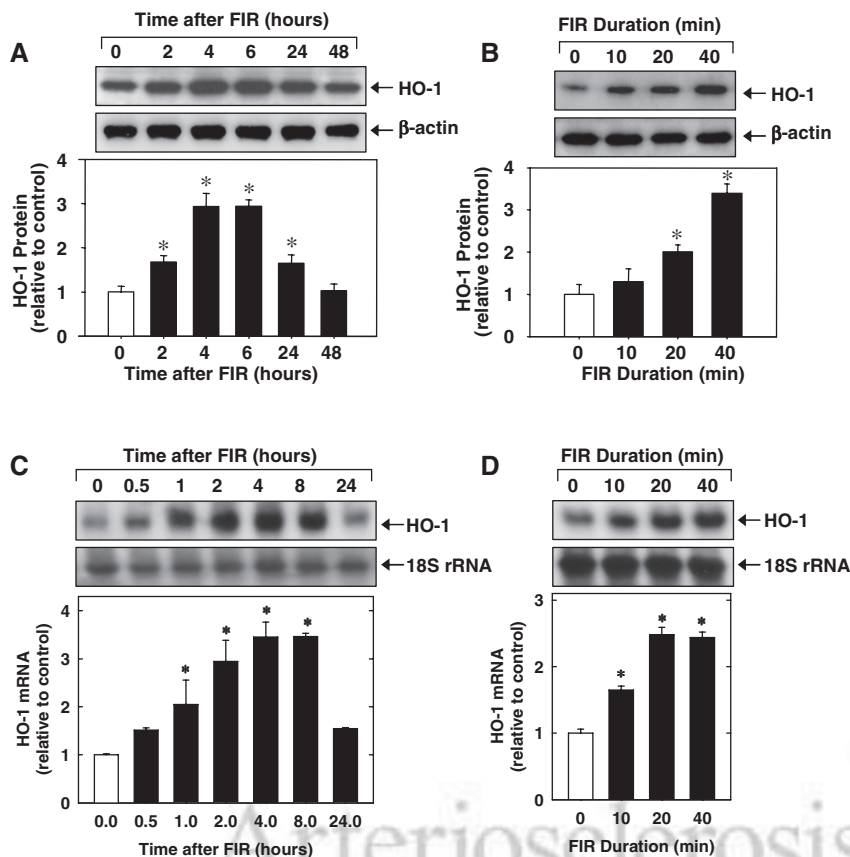 A
Time after FIR (hours)
0 2 4 6 24 48
HO-1
β-actin
HO-1 Protein
(relative to control)
4
3
2
1
0
* * * *
0 2 4 6 24 48
Time after FIR (hours)
B
FIR Duration (min)
0 10 20 40
HO-1
β-actin
HO-1 Protein
(relative to control)
4
3
2
1
0
* *
0 10 20 40
FIR Duration (min)
C
Time after FIR (hours)
0 0.5 1 2 4 8 24
HO-1
18S rRNA
HO-1 mRNA
(relative to control)
4
3
2
1
0
* * * *
0.0 0.5 1.0 2.0 4.0 8.0 24.0
Time after FIR (hours)
D
FIR Duration (min)
0 10 20 40
HO-1
18S rRNA
HO-1 mRNA
(relative to control)
3
2
1
0
* * *
0 10 20 40
FIR Duration (min)
Arteriosclerosis